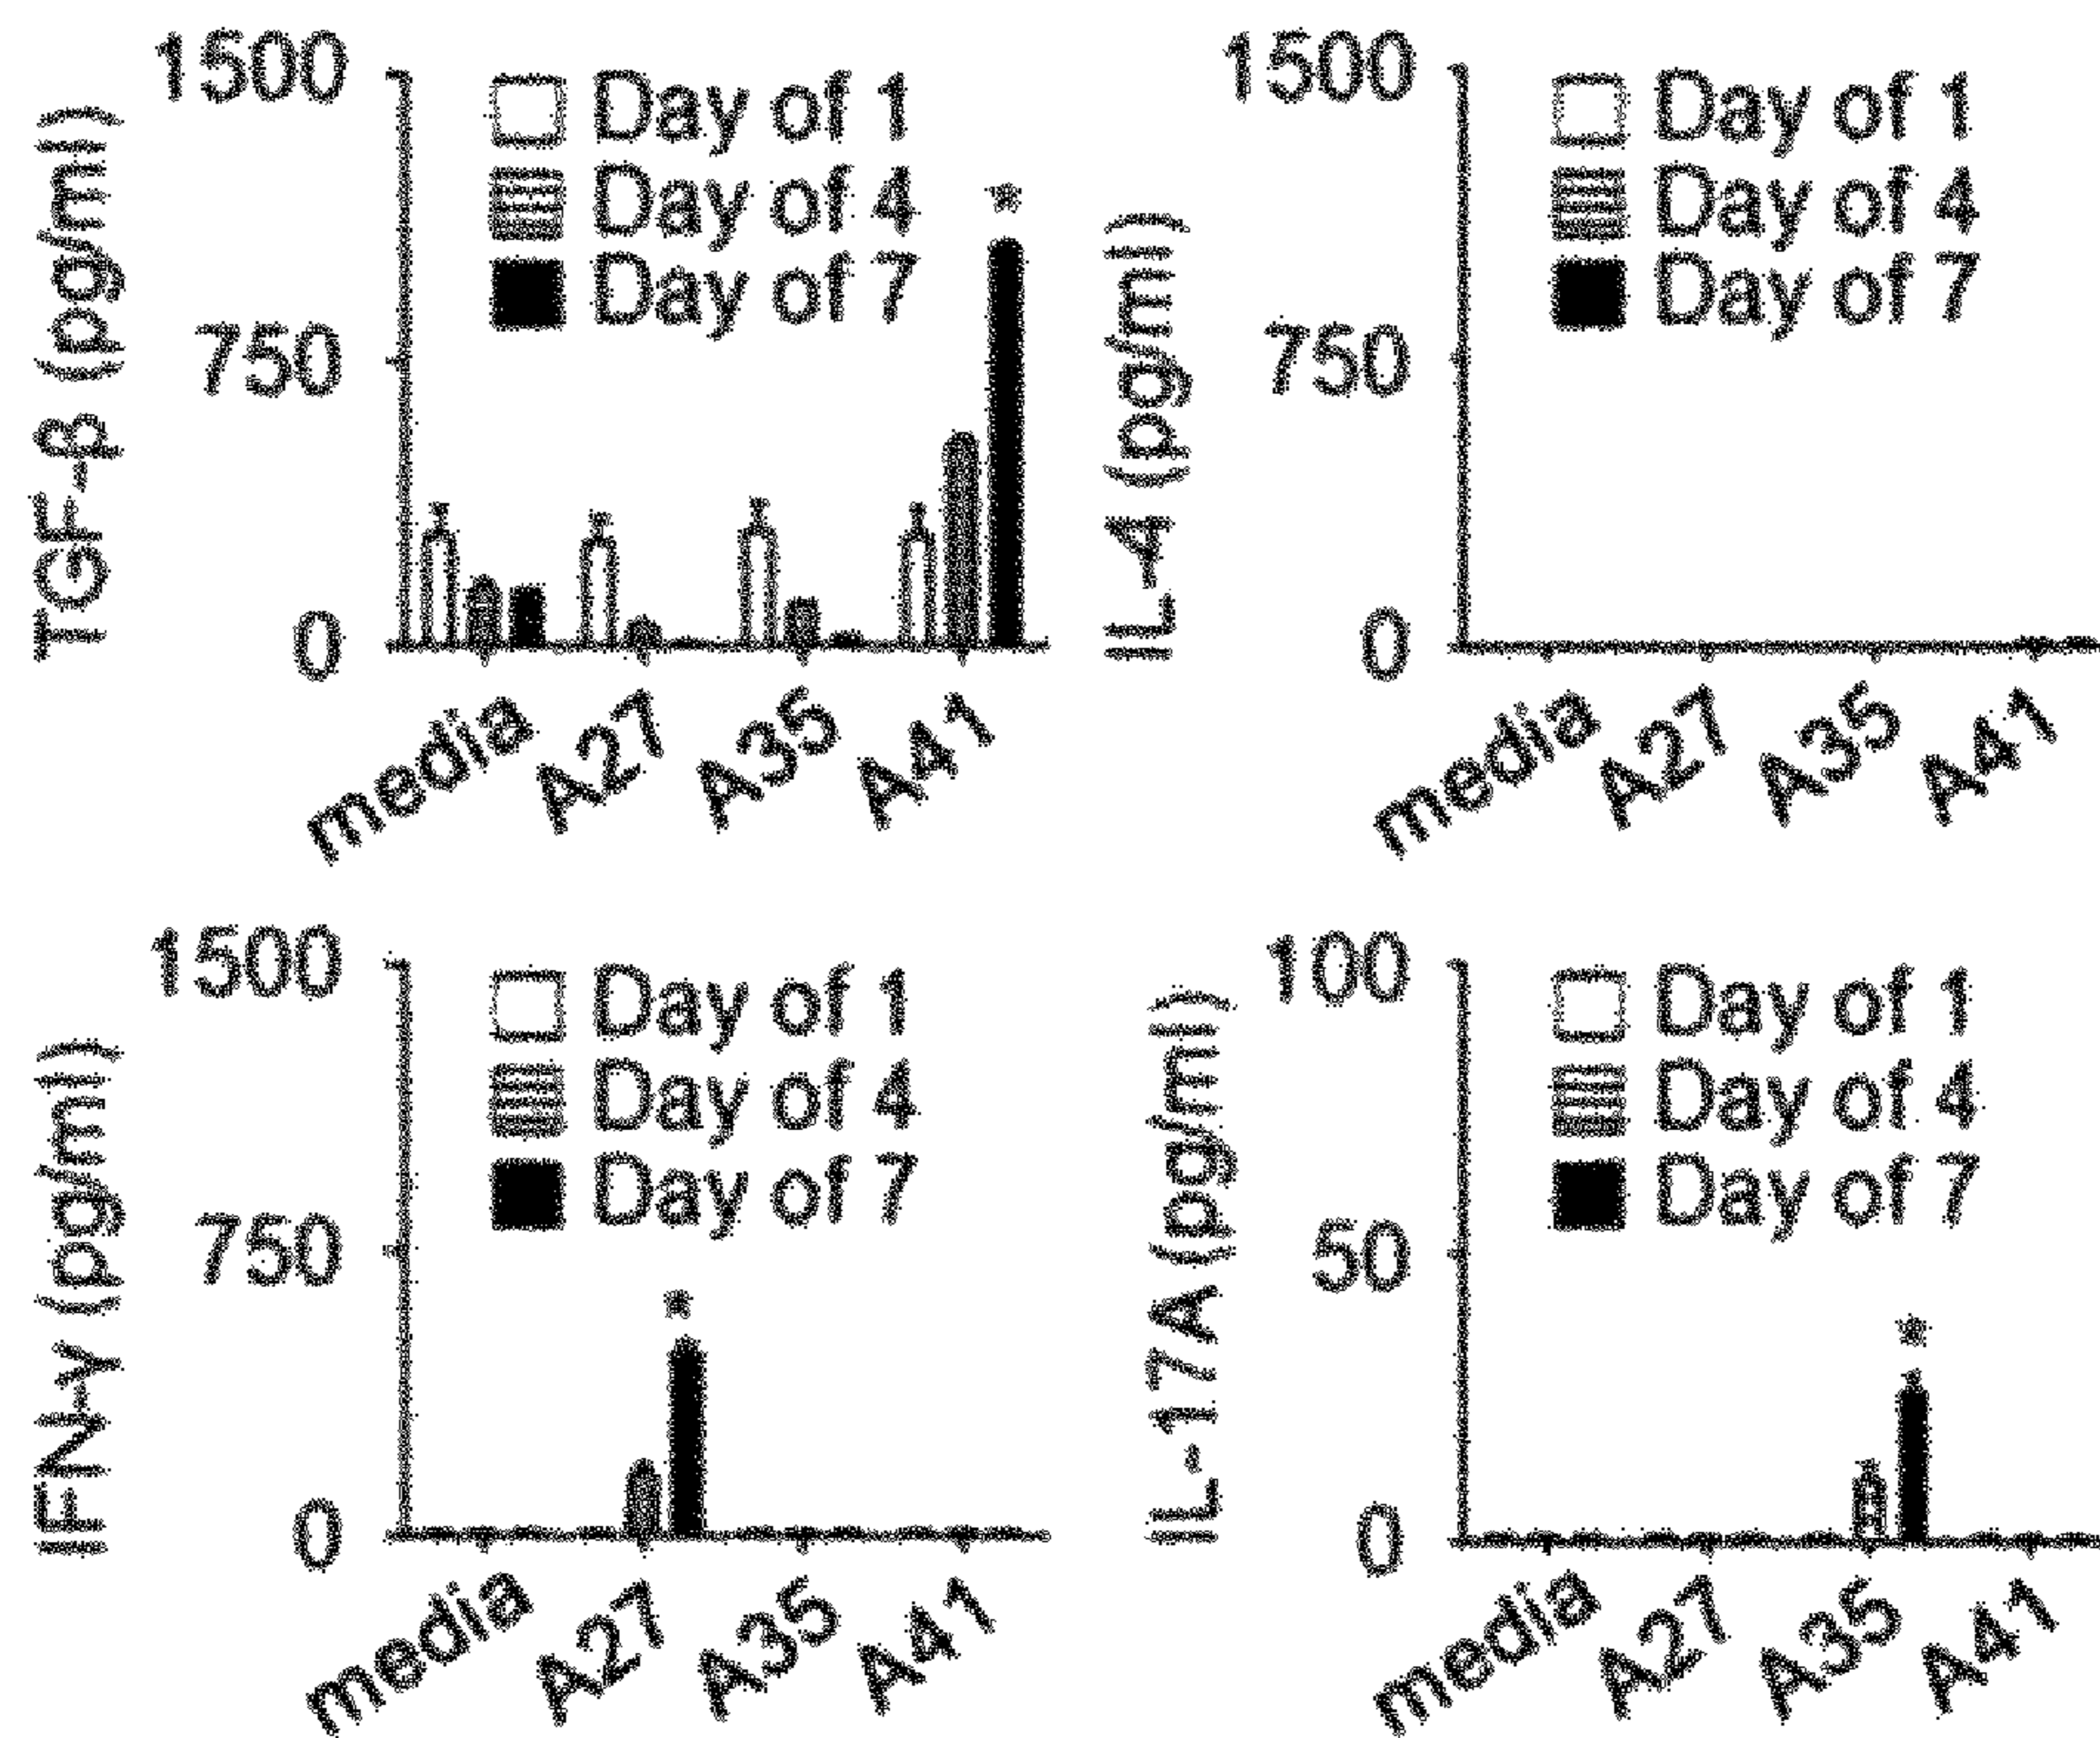 TGF-β (pg/ml)
1500
750
0
Day of 1
Day of 4
Day of 7
*
media
A27
A35
A41
IL-4 (pg/ml)
1500
750
0
Day of 1
Day of 4
Day of 7
media
A27
A35
A41
IFN-γ (pg/ml)
1500
750
0
Day of 1
Day of 4
Day of 7
*
media
A27
A35
A41
IL-17A (pg/ml)
100
50
0
Day of 1
Day of 4
Day of 7
*
media
A27
A35
A41